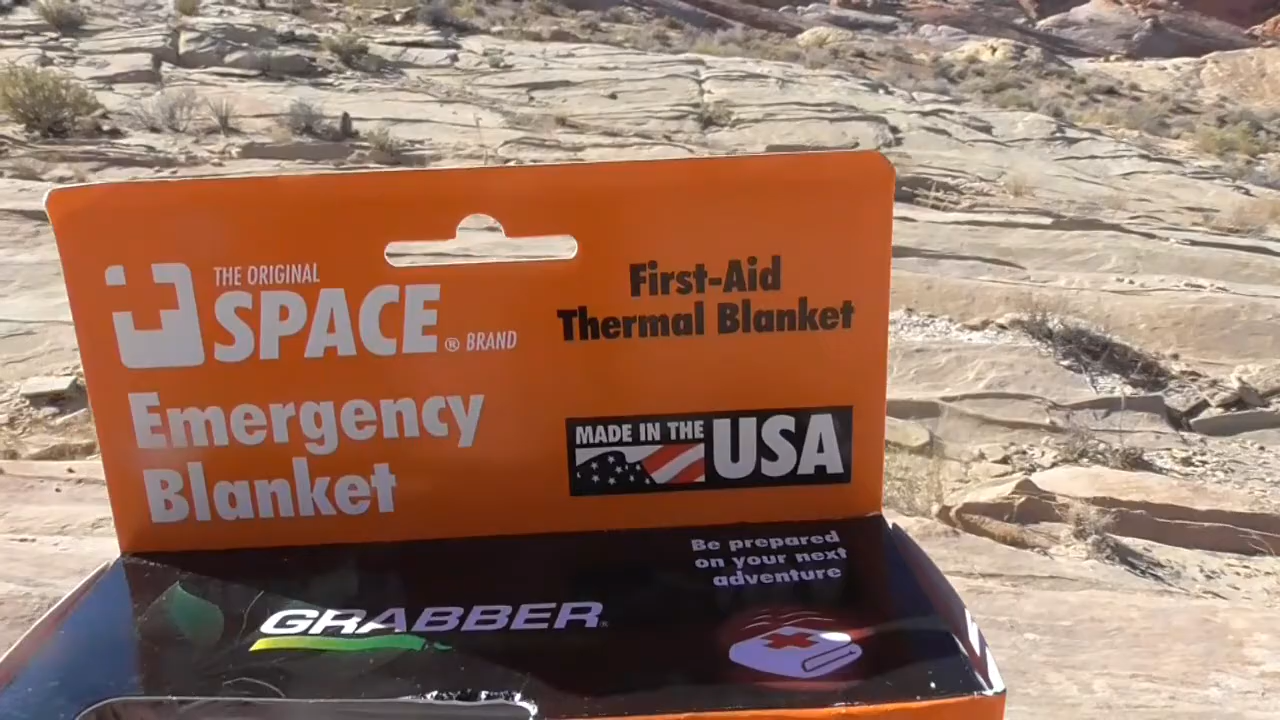 THE ORIGINAL
SPACE ® BRAND
Emergency
Blanket
First-Aid
Thermal Blanket
MADE IN THE USA
Be prepared
on your next
adventure
GRABBER